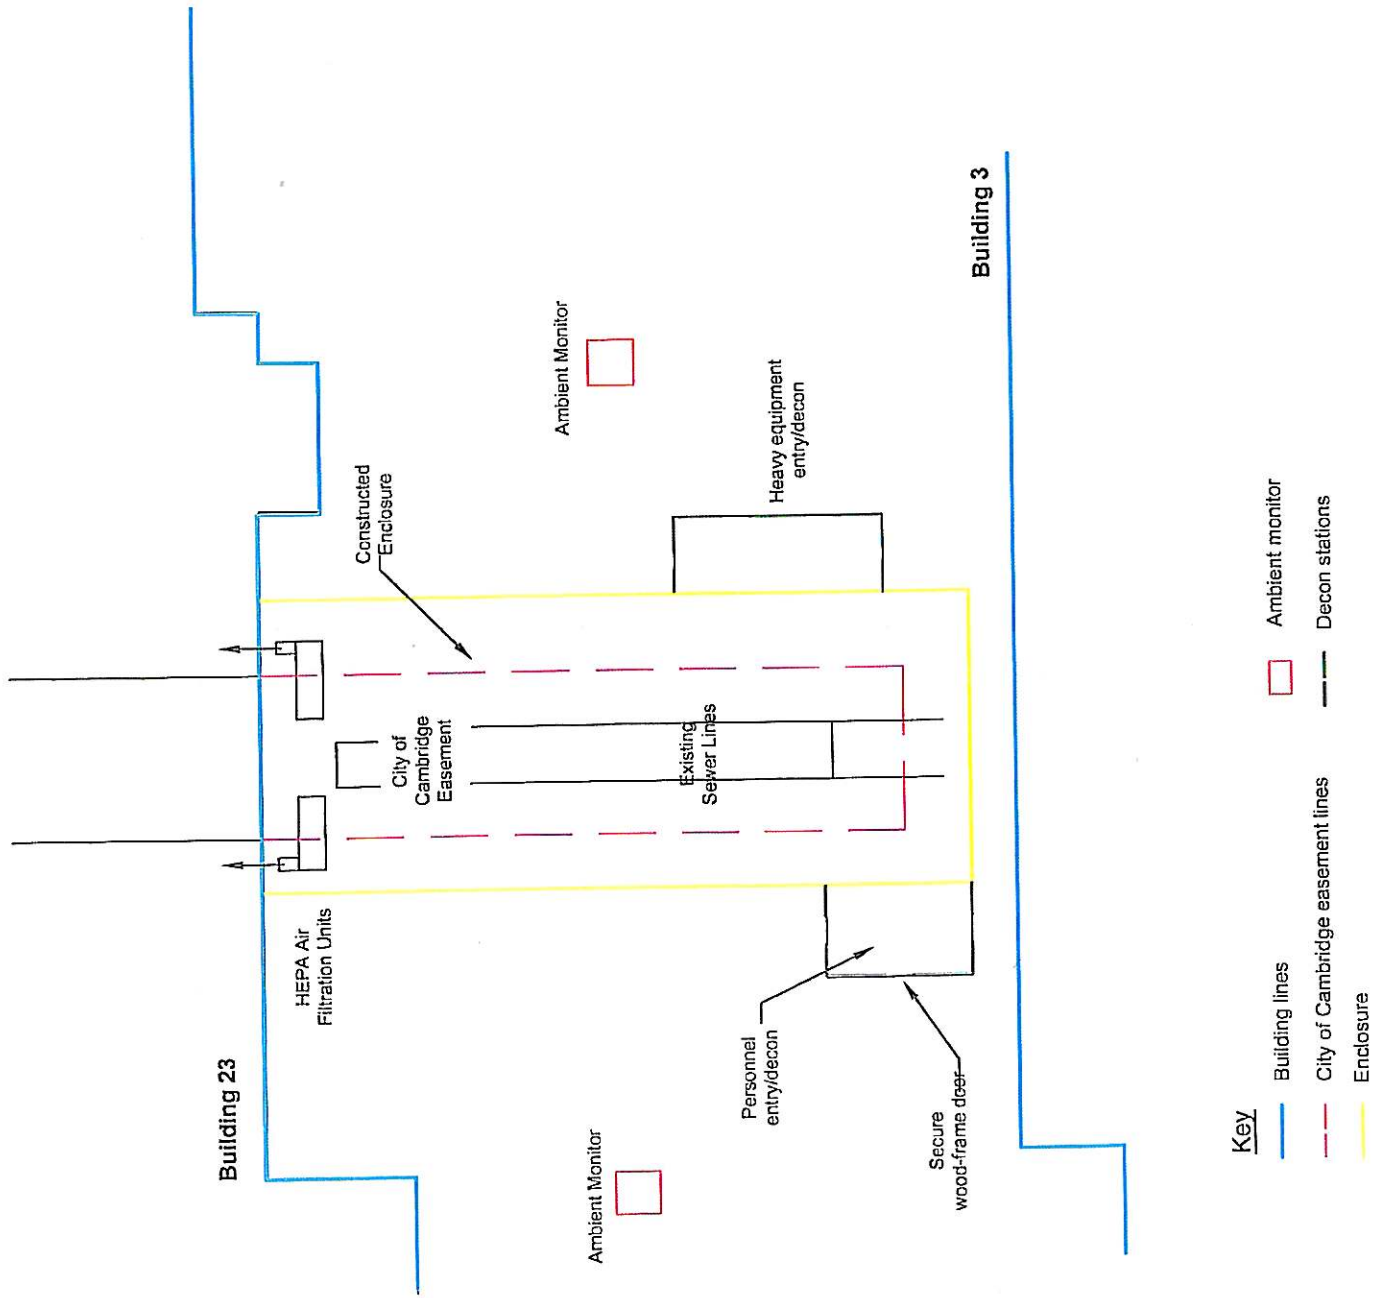 Building 23
HEPA Air
Filtration Units
City of
Cambridge
Easement
Constructed
Enclosure
Existing
Sewer Lines
Ambient Monitor
Ambient Monitor
Heavy equipment
entry/decon
Personnel
entry/decon
Secure
wood-frame door
Building 3
Key
Building lines
City of Cambridge easement lines
Enclosure
Ambient monitor
Decon stations